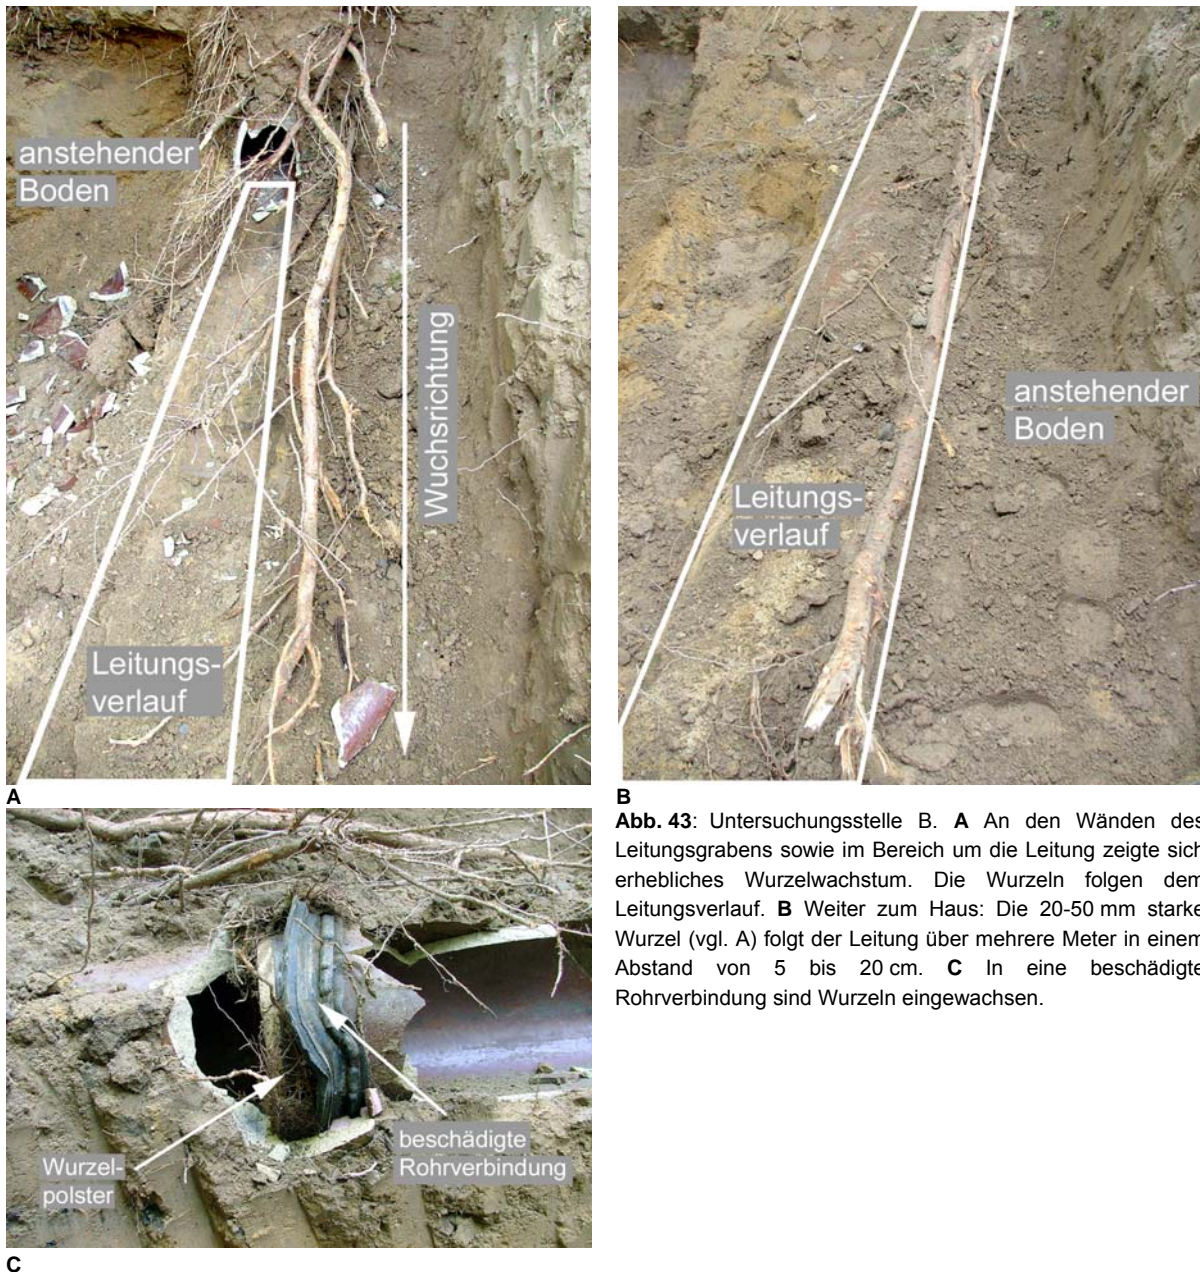 anstehender
Boden
Wuchsrichtung
Leitungs-
verlauf
A
anstehender
Boden
Leitungs-
verlauf
B
Abb. 43: Untersuchungsstelle B. A An den Wänden des
Leitungsgrabens sowie im Bereich um die Leitung zeigte sich
erhebliches Wurzelwachstum. Die Wurzeln folgen dem
Leitungsverlauf. B Weiter zum Haus: Die 20-50 mm starke
Wurzel (vgl. A) folgt der Leitung über mehrere Meter in einem
Abstand von 5 bis 20 cm. C In eine beschädigte
Rohrverbindung sind Wurzeln eingewachsen.
Wurzel-
polster
beschädigte
Rohrverbindung
C